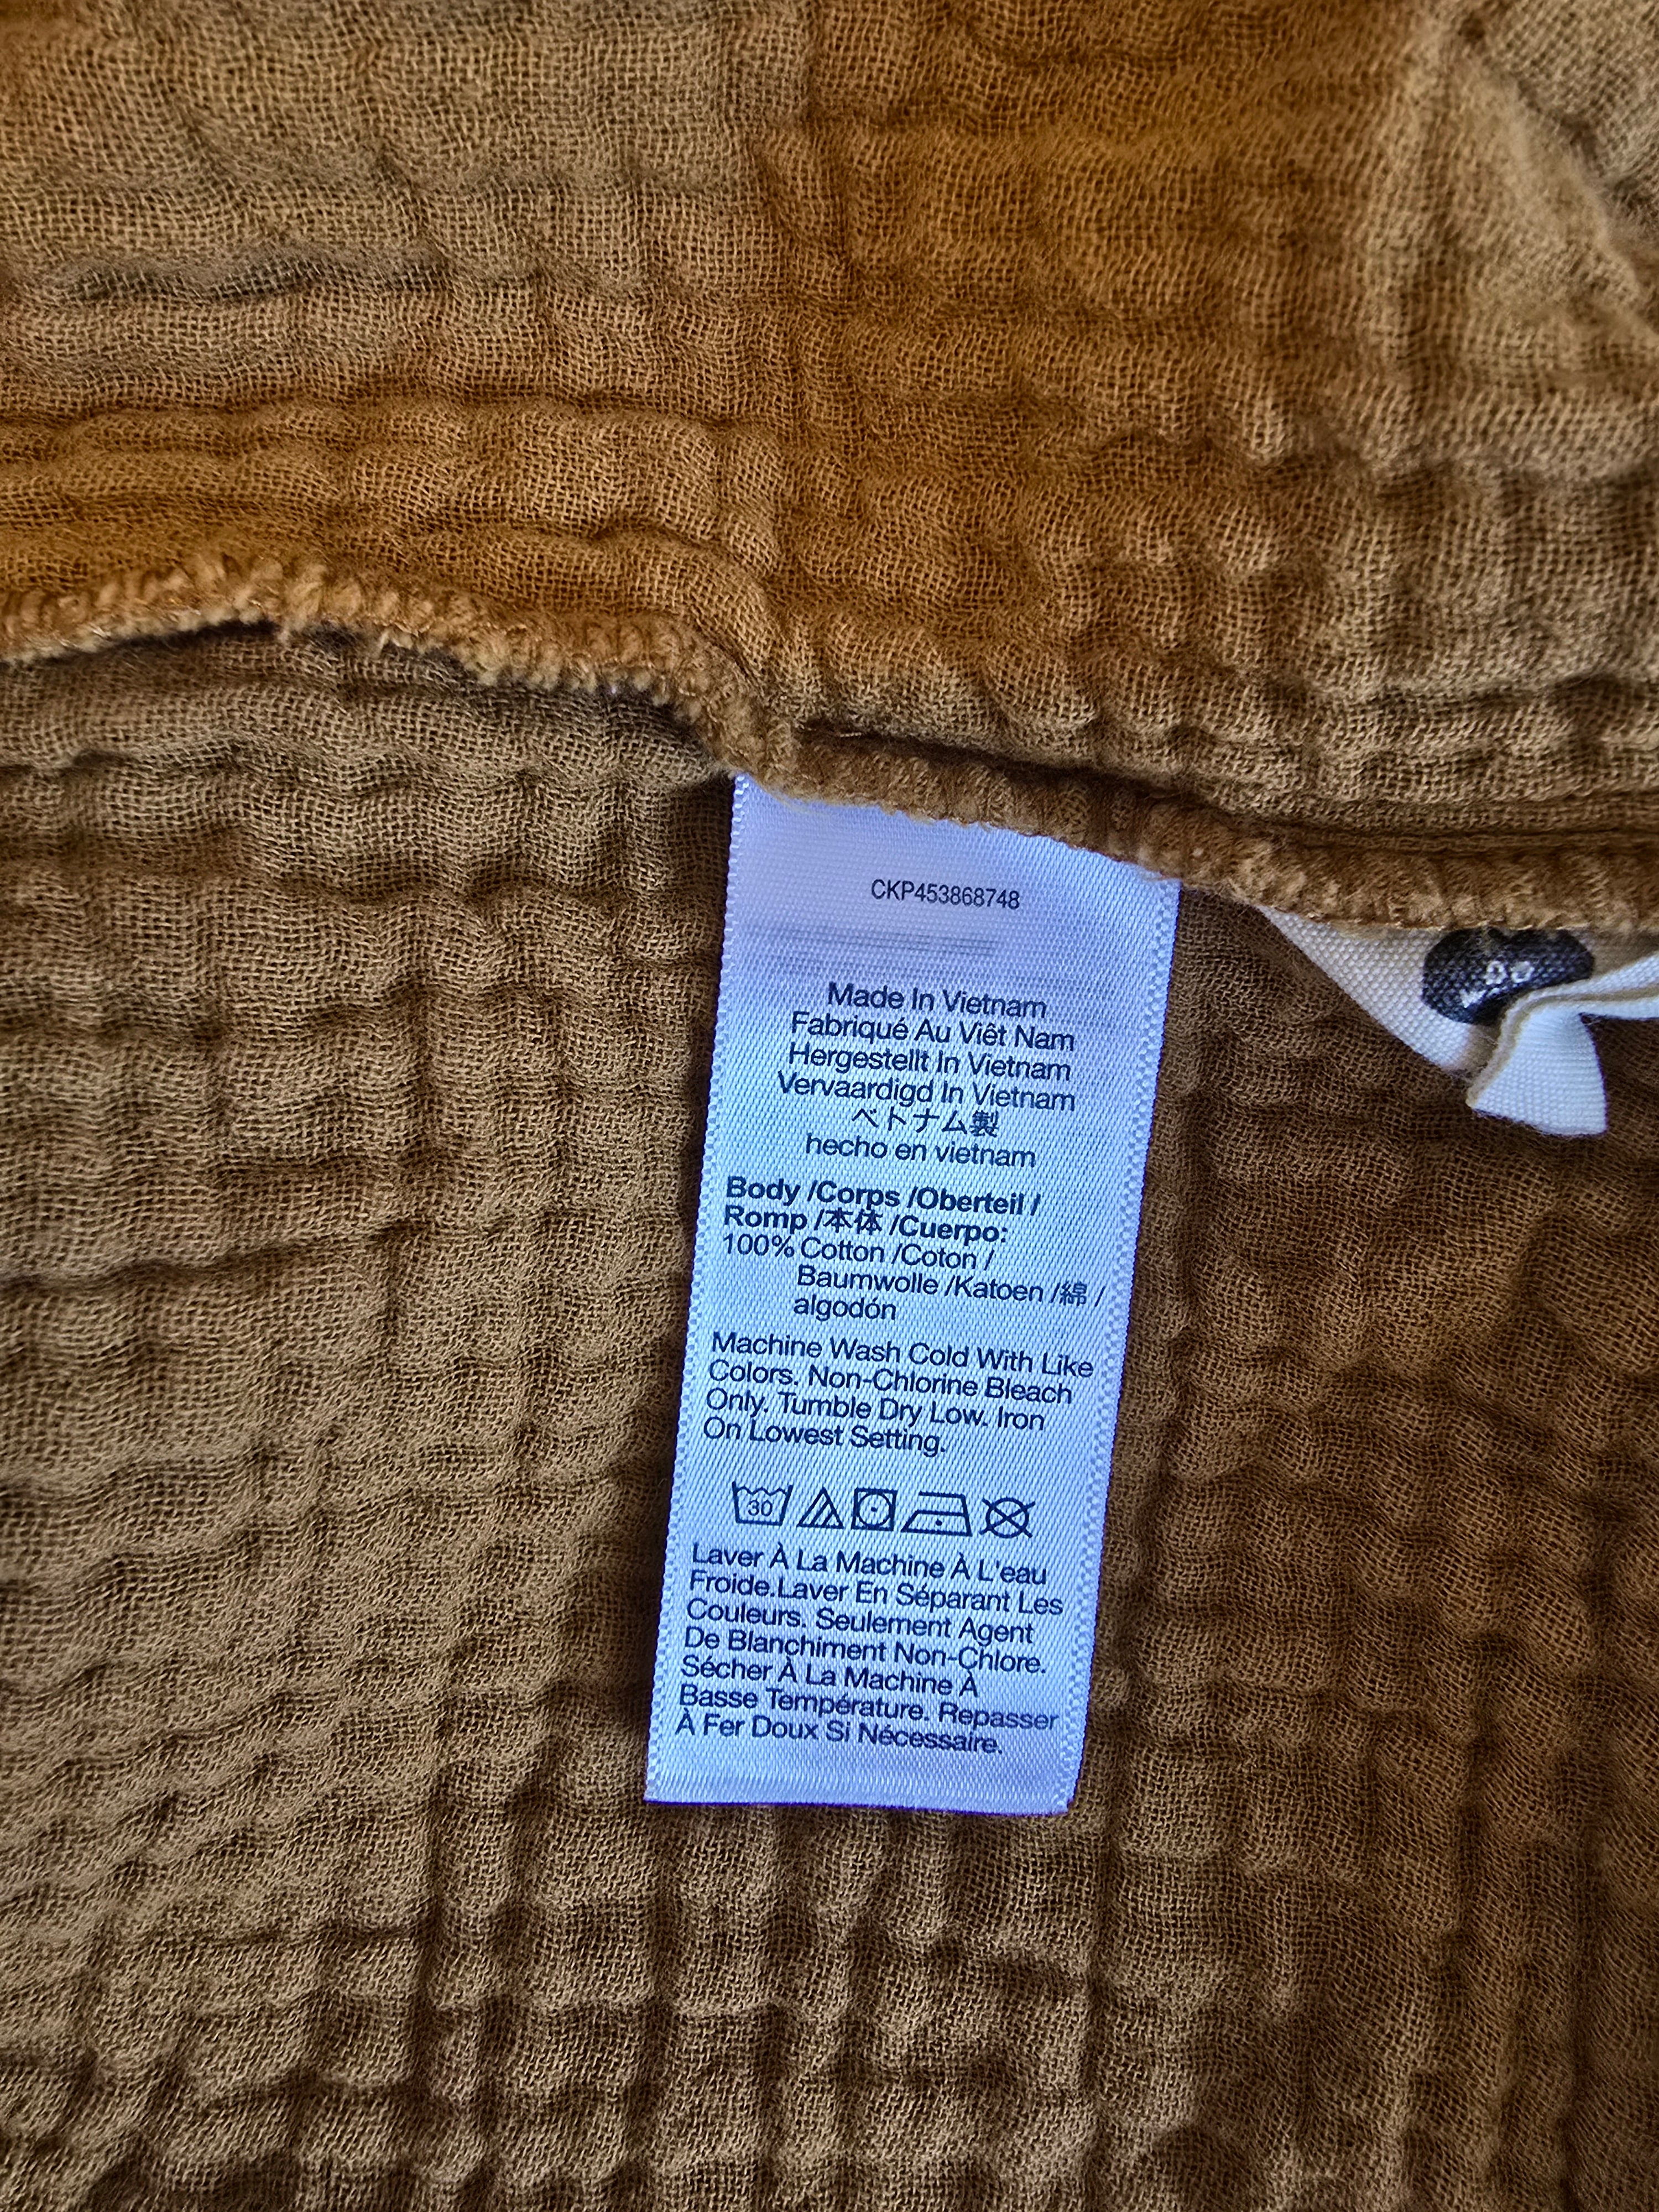 CKP453868748
Made In Vietnam
Fabriqué Au Viêt Nam
Hergestellt In Vietnam
Vervaardigd In Vietnam
ベトナム製
hecho en vietnam
Body /Corps /Oberteil /
Romp /本体 /Cuerpo:
100% Cotton /Coton /
Baumwolle /Katoen /綿 /
algodón
Machine Wash Cold With Like
Colors. Non-Chlorine Bleach
Only. Tumble Dry Low. Iron
On Lowest Setting.
30
Laver À La Machine À L'eau
Froide.Laver En Séparant Les
Couleurs. Seulement Agent
De Blanchiment Non-Chlore.
Sécher À La Machine À
Basse Température. Repasser
À Fer Doux Si Nécessaire.